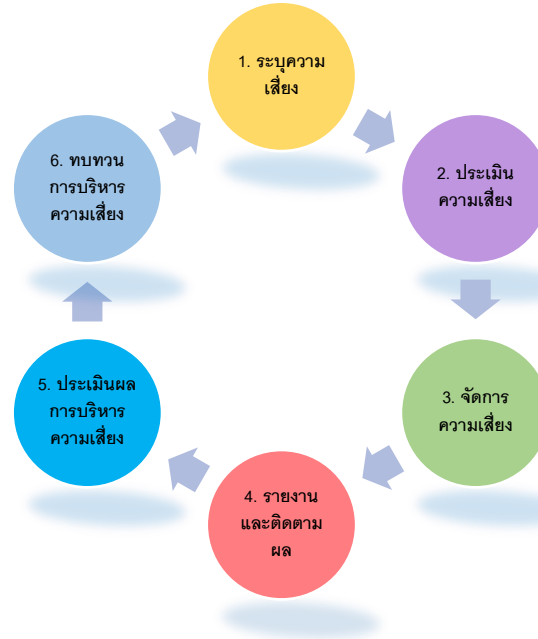 1. ระบุความ
เสี่ยง
2. ประเมิน
ความเสี่ยง
3. จัดการ
ความเสี่ยง
4. รายงาน
และติดตาม
ผล
5. ประเมินผล
การบริหาร
ความเสี่ยง
6. ทบทวน
การบริหาร
ความเสี่ยง